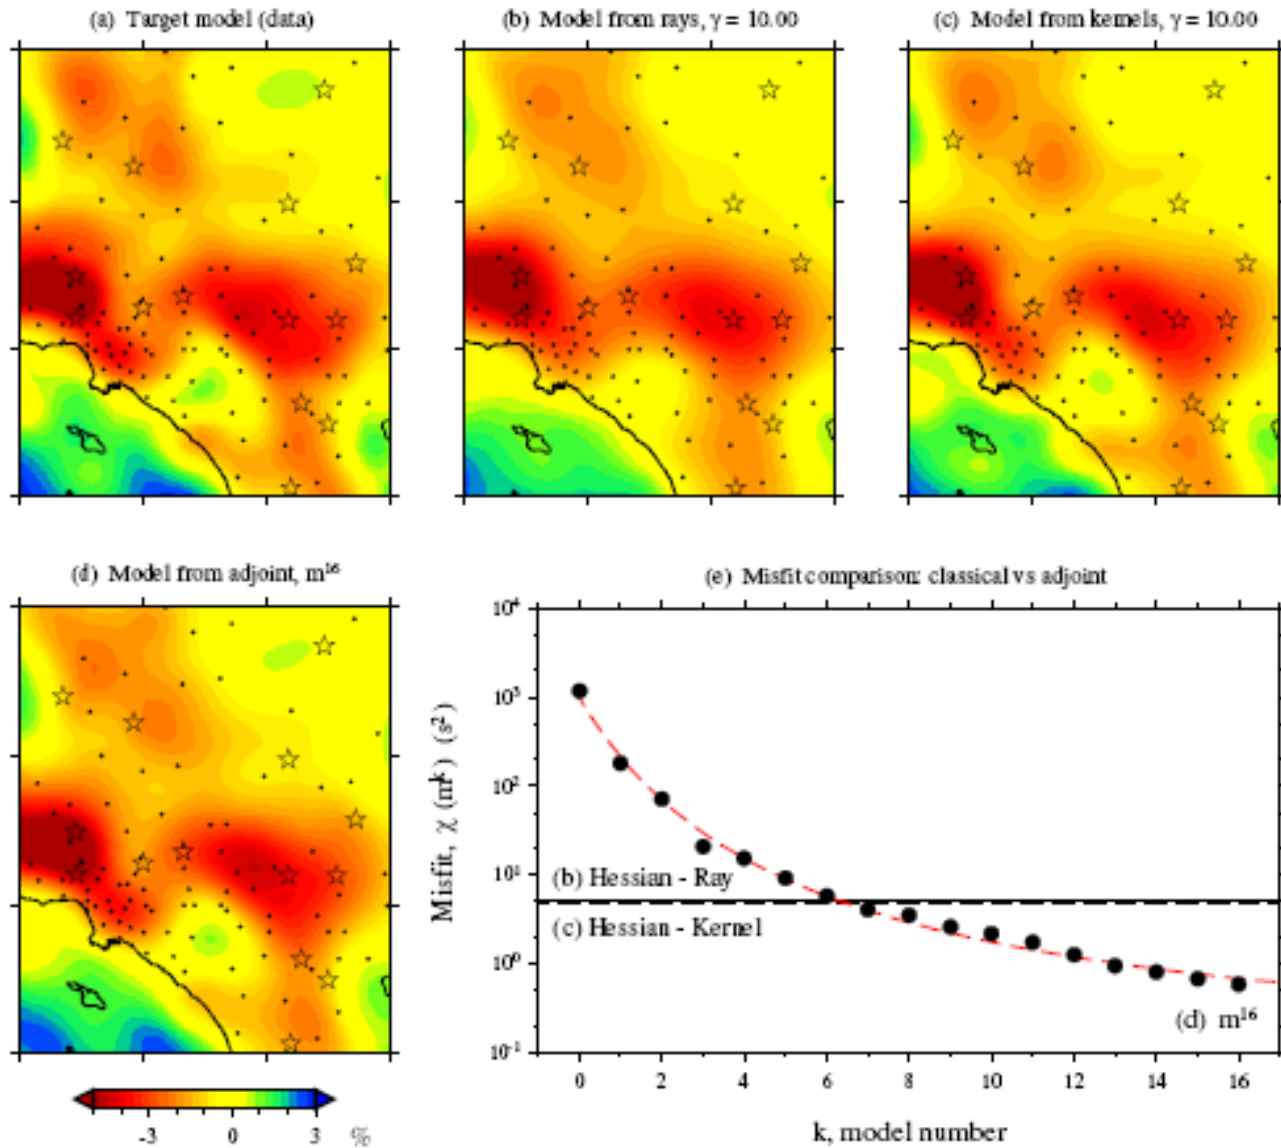 (a) Target model (data)
(b) Model from rays, γ = 10.00
(c) Model from kernels, γ = 10.00
(d) Model from adjoint, m¹⁶
(e) Misfit comparison: classical vs adjoint
Misfit, χ (mᵏ) (s²)
10⁴
10³
10²
10¹
10⁰
10⁻¹
(b) Hessian - Ray
(c) Hessian - Kernel
(d) m¹⁶
0 2 4 6 8 10 12 14 16
k, model number
-3 0 3 %